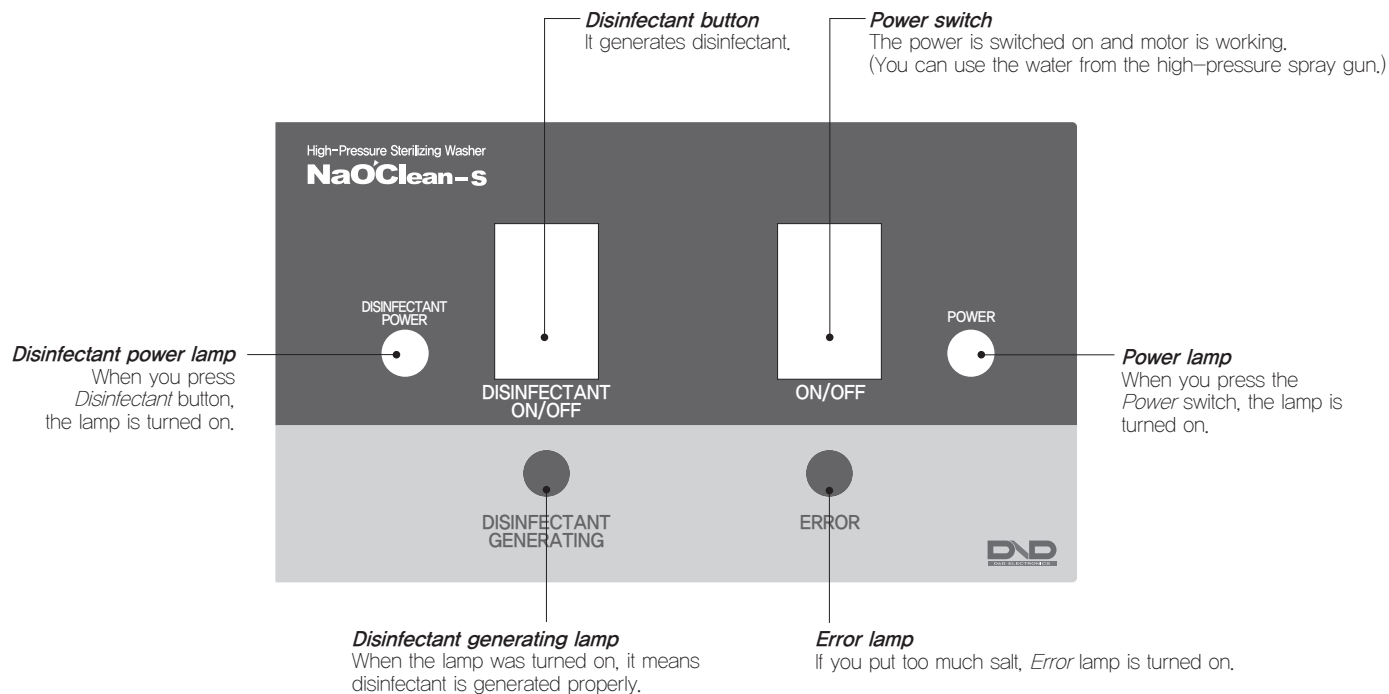 Disinfectant button
It generates disinfectant.
Power switch
The power is switched on and motor is working.
(You can use the water from the high-pressure spray gun.)
High-Pressure Sterilizing Washer
NaOClean-s
DISINFECTANT
POWER
DISINFECTANT
ON/OFF
ON/OFF
POWER
Disinfectant power lamp
When you press
Disinfectant button,
the lamp is turned on.
Power lamp
When you press the
Power switch, the lamp is
turned on.
DISINFECTANT
GENERATING
ERROR
DND
D&D ELECTRONICS
Disinfectant generating lamp
When the lamp was turned on, it means
disinfectant is generated properly.
Error lamp
If you put too much salt, Error lamp is turned on.